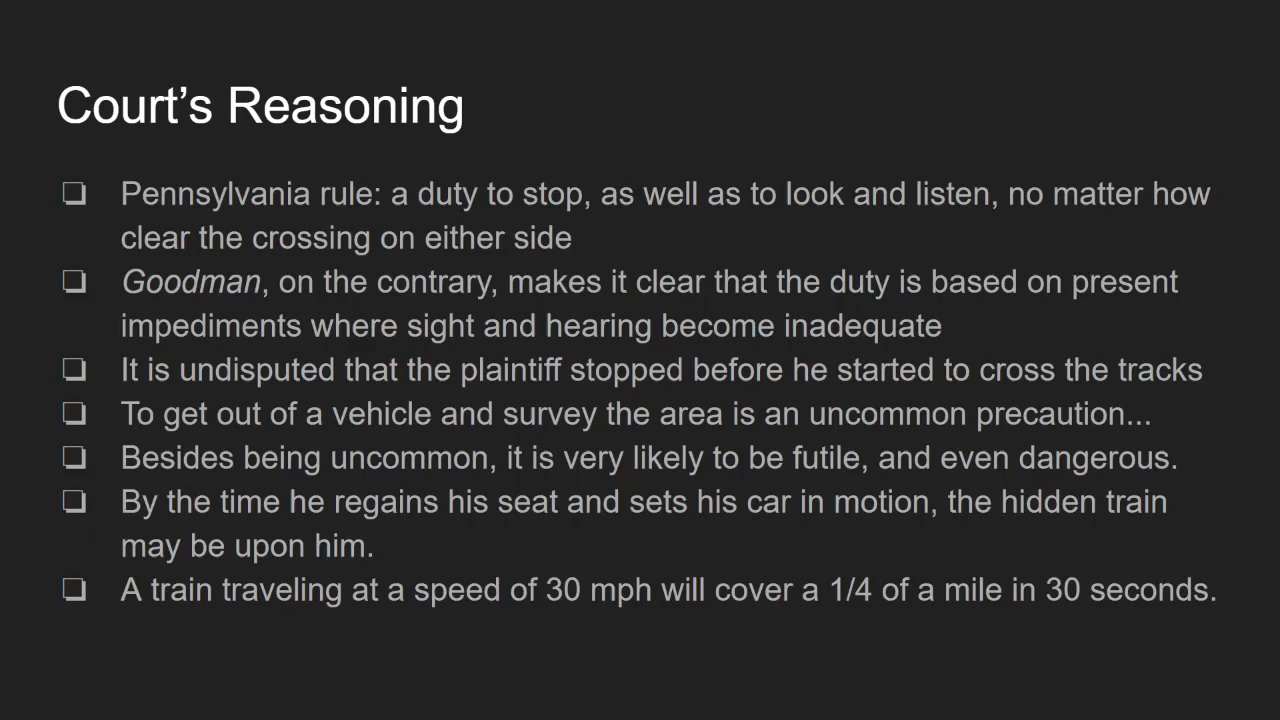 Court’s Reasoning
❏ Pennsylvania rule: a duty to stop, as well as to look and listen, no matter how
clear the crossing on either side
❏ Goodman, on the contrary, makes it clear that the duty is based on present
impediments where sight and hearing become inadequate
❏ It is undisputed that the plaintiff stopped before he started to cross the tracks
❏ To get out of a vehicle and survey the area is an uncommon precaution...
❏ Besides being uncommon, it is very likely to be futile, and even dangerous.
❏ By the time he regains his seat and sets his car in motion, the hidden train
may be upon him.
❏ A train traveling at a speed of 30 mph will cover a 1/4 of a mile in 30 seconds.